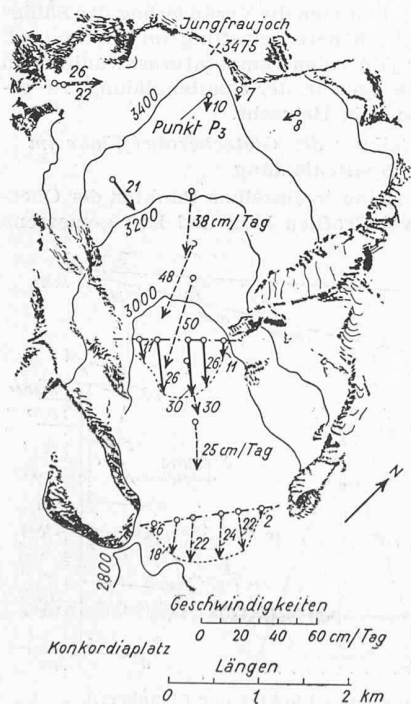 Jungfraujoch
3475
26
22
N
3400
10
7
8
Punkt P3
21
3200
38 cm/Tag
48
3000
50
7
26
26
11
30
30
25 cm/Tag
N
26
18
22
24
22
2
2800
Geschwindigkeiten
0 20 40 60 cm/Tag
Konkordiaplatz
Längen
0 1 2 km